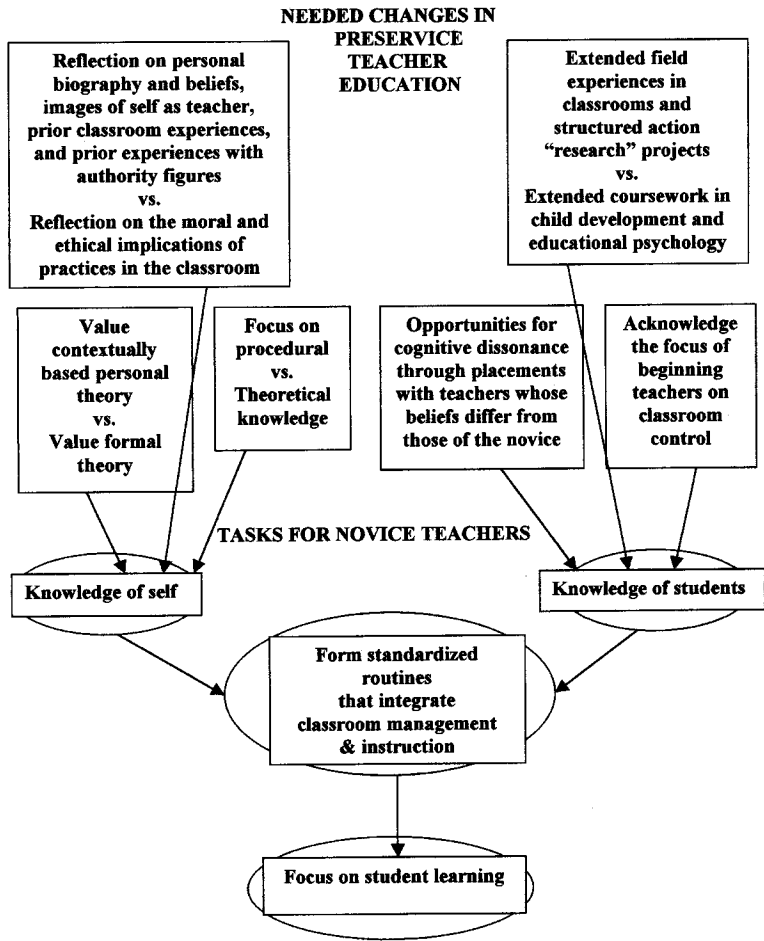 NEEDED CHANGES IN
PRESERVICE
TEACHER
EDUCATION
Reflection on personal
biography and beliefs,
images of self as teacher,
prior classroom experiences,
and prior experiences with
authority figures
vs.
Reflection on the moral and
ethical implications of
practices in the classroom
Extended field
experiences in
classrooms and
structured action
“research” projects
vs.
Extended coursework in
child development and
educational psychology
Value
contextually
based personal
theory
vs.
Value formal
theory
Focus on
procedural
vs.
Theoretical
knowledge
Opportunities for
cognitive dissonance
through placements
with teachers whose
beliefs differ from
those of the novice
Acknowledge
the focus of
beginning
teachers on
classroom
control
TASKS FOR NOVICE TEACHERS
Knowledge of self
Knowledge of students
Form standardized
routines
that integrate
classroom management
& instruction
Focus on student learning